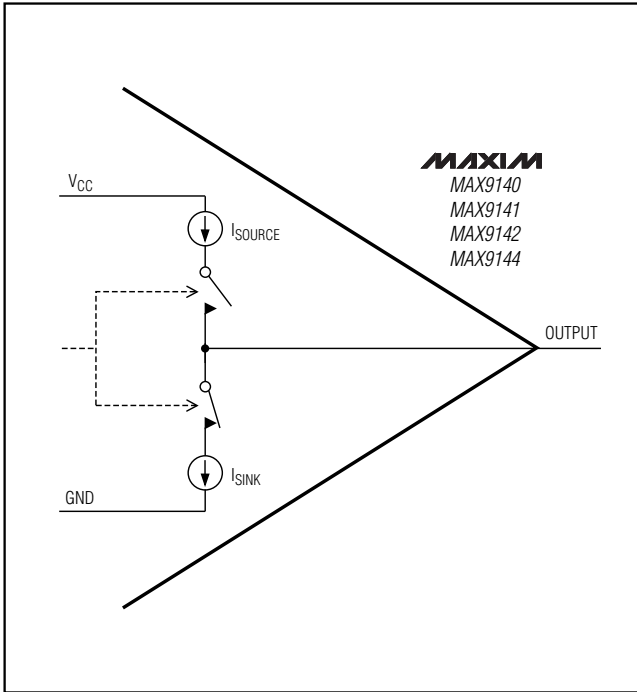 MAXIM
MAX9140
MAX9141
MAX9142
MAX9144
VCC
ISOURCE
OUTPUT
ISINK
GND